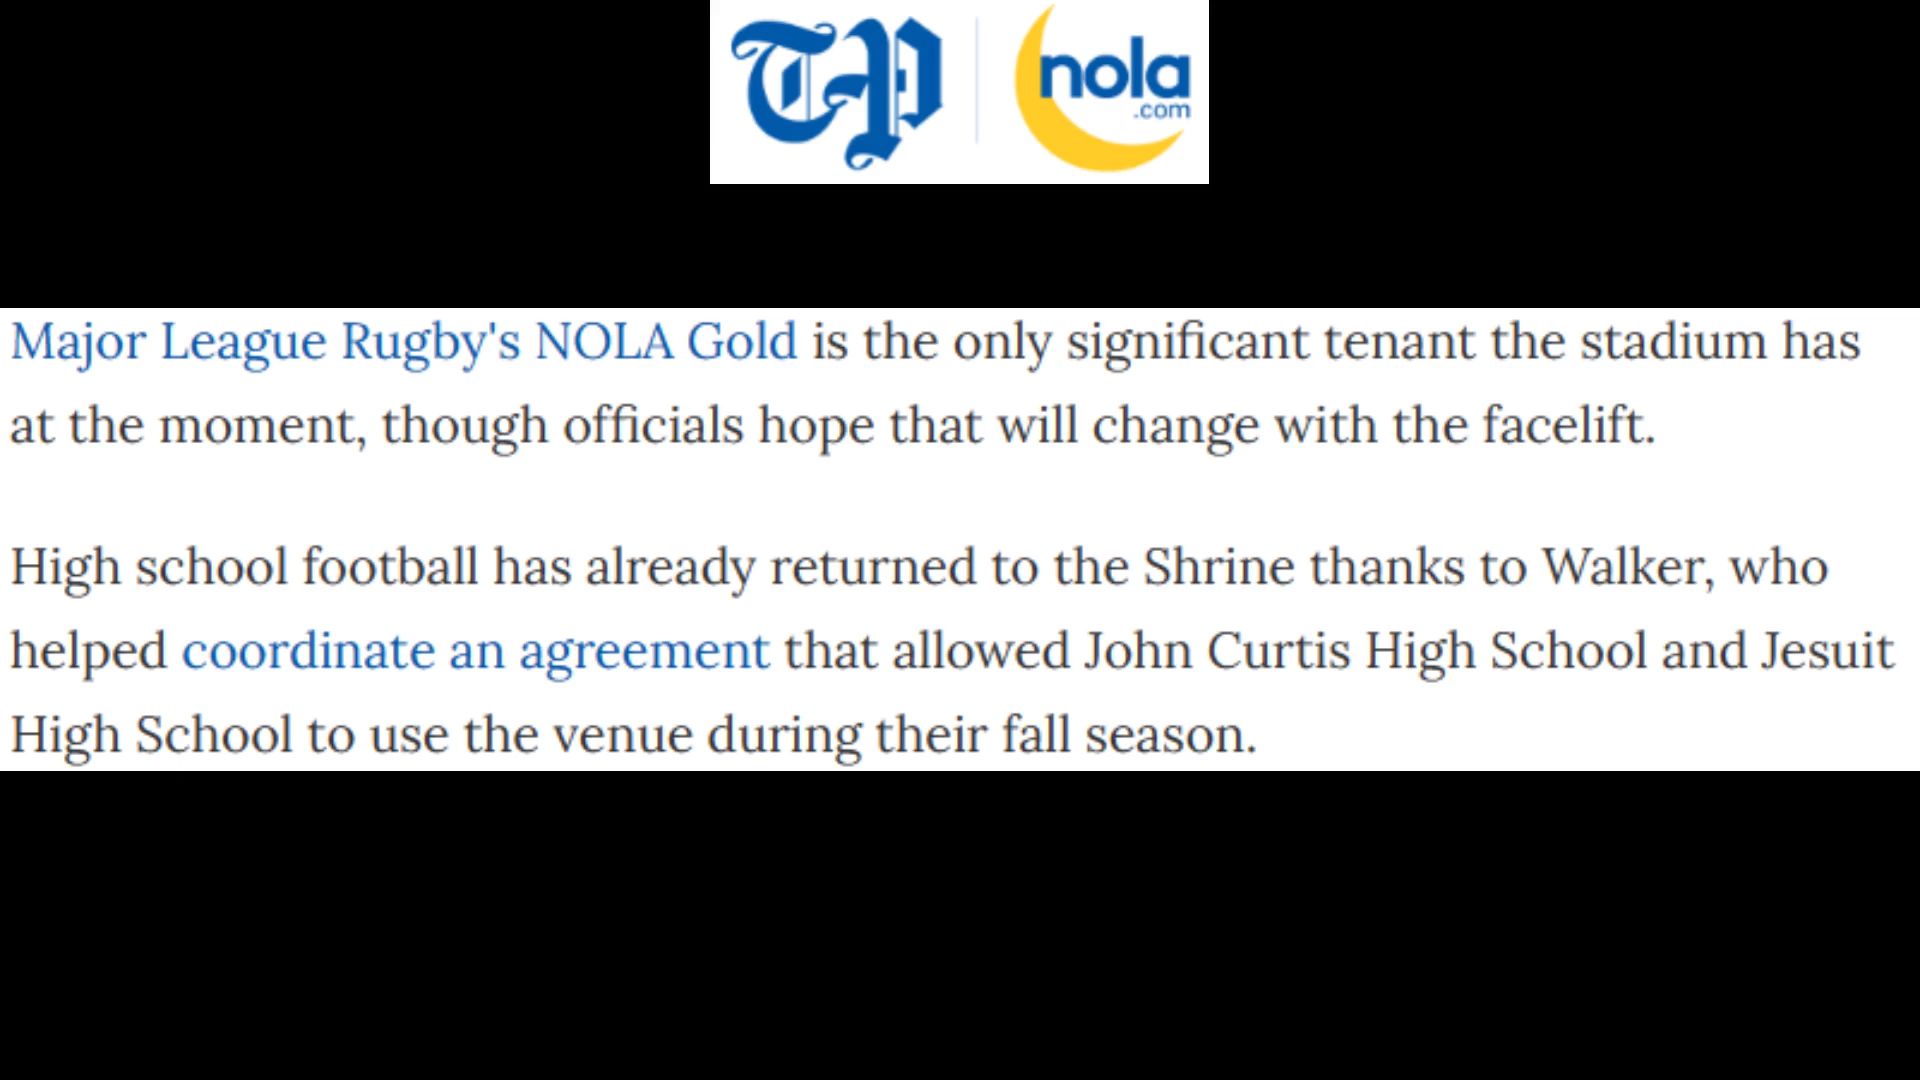 TP nola
.com
Major League Rugby's NOLA Gold is the only significant tenant the stadium has
at the moment, though officials hope that will change with the facelift.
High school football has already returned to the Shrine thanks to Walker, who
helped coordinate an agreement that allowed John Curtis High School and Jesuit
High School to use the venue during their fall season.